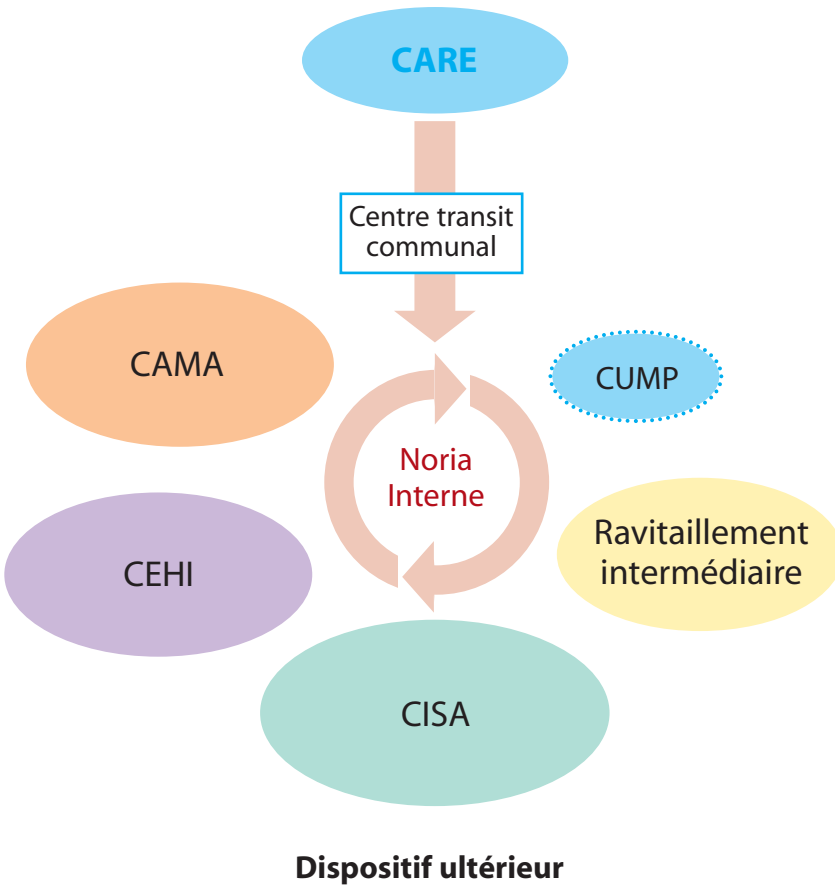 CARE
Centre transit
communal
CAMA
CUMP
Noria
Interne
Ravitaillement
intermédiaire
CEHI
CISA
Dispositif ultérieur